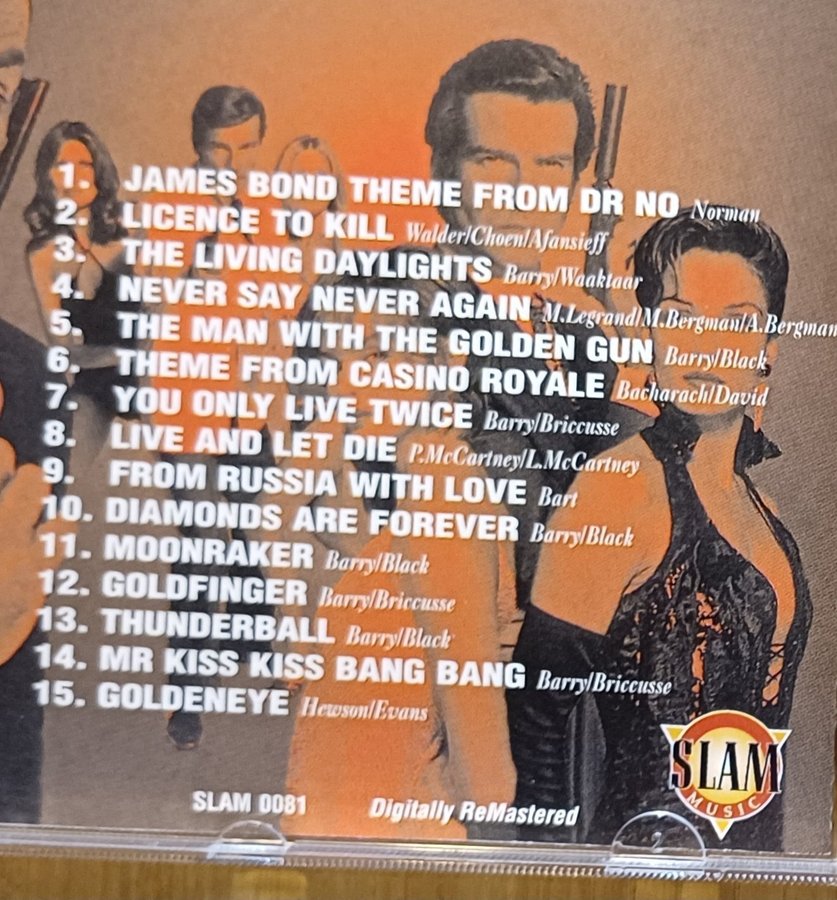 1. JAMES BOND THEME FROM DR NO Norman
2. LICENCE TO KILL Walder/Choen/Afansieff
3. THE LIVING DAYLIGHTS Barry/Waaktaar
4. NEVER SAY NEVER AGAIN M.Legrand/M.Bergman/A.Bergman
5. THE MAN WITH THE GOLDEN GUN Barry/Black
6. THEME FROM CASINO ROYALE Bacharach/David
7. YOU ONLY LIVE TWICE Barry/Briccusse
8. LIVE AND LET DIE P.McCartney/L.McCartney
9. FROM RUSSIA WITH LOVE Bart
10. DIAMONDS ARE FOREVER Barry/Black
11. MOONRAKER Barry/Black
12. GOLDFINGER Barry/Briccusse
13. THUNDERBALL Barry/Black
14. MR KISS KISS BANG BANG Barry/Briccusse
15. GOLDENEYE Hewson/Evans
SLAM
MUSIC
SLAM 0081 Digitally ReMastered